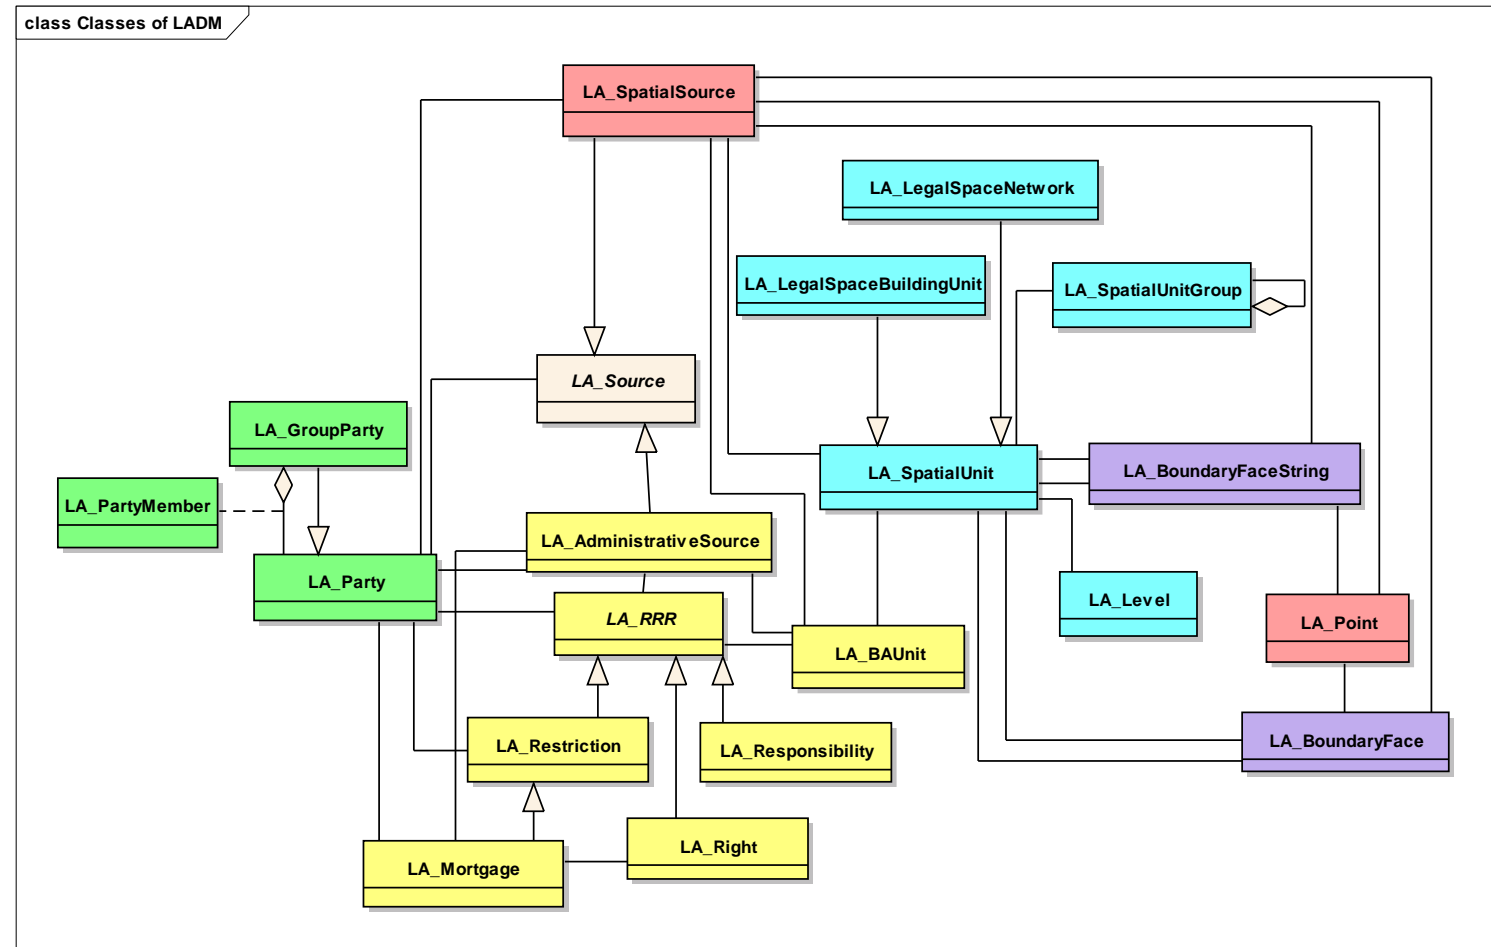 class Classes of LADM
LA_SpatialSource
LA_LegalSpaceNetwork
LA_LegalSpaceBuildingUnit
LA_SpatialUnitGroup
LA_Source
LA_GroupParty
LA_SpatialUnit
LA_BoundaryFaceString
LA_PartyMember
LA_AdministrativeSource
LA_Party
LA_Level
LA_RRR
LA_Point
LA_BAUnit
LA_Restriction
LA_Responsibility
LA_BoundaryFace
LA_Right
LA_Mortgage